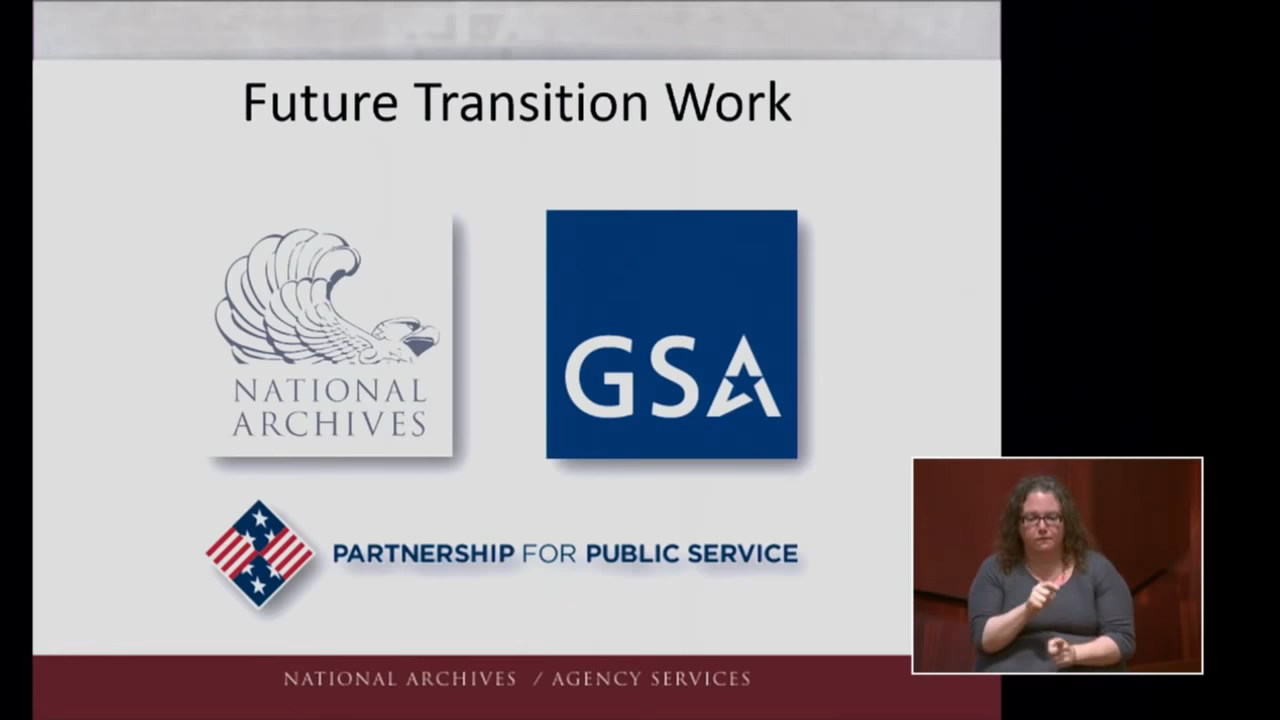 Future Transition Work
NATIONAL
ARCHIVES
GSA
PARTNERSHIP FOR PUBLIC SERVICE
NATIONAL ARCHIVES / AGENCY SERVICES